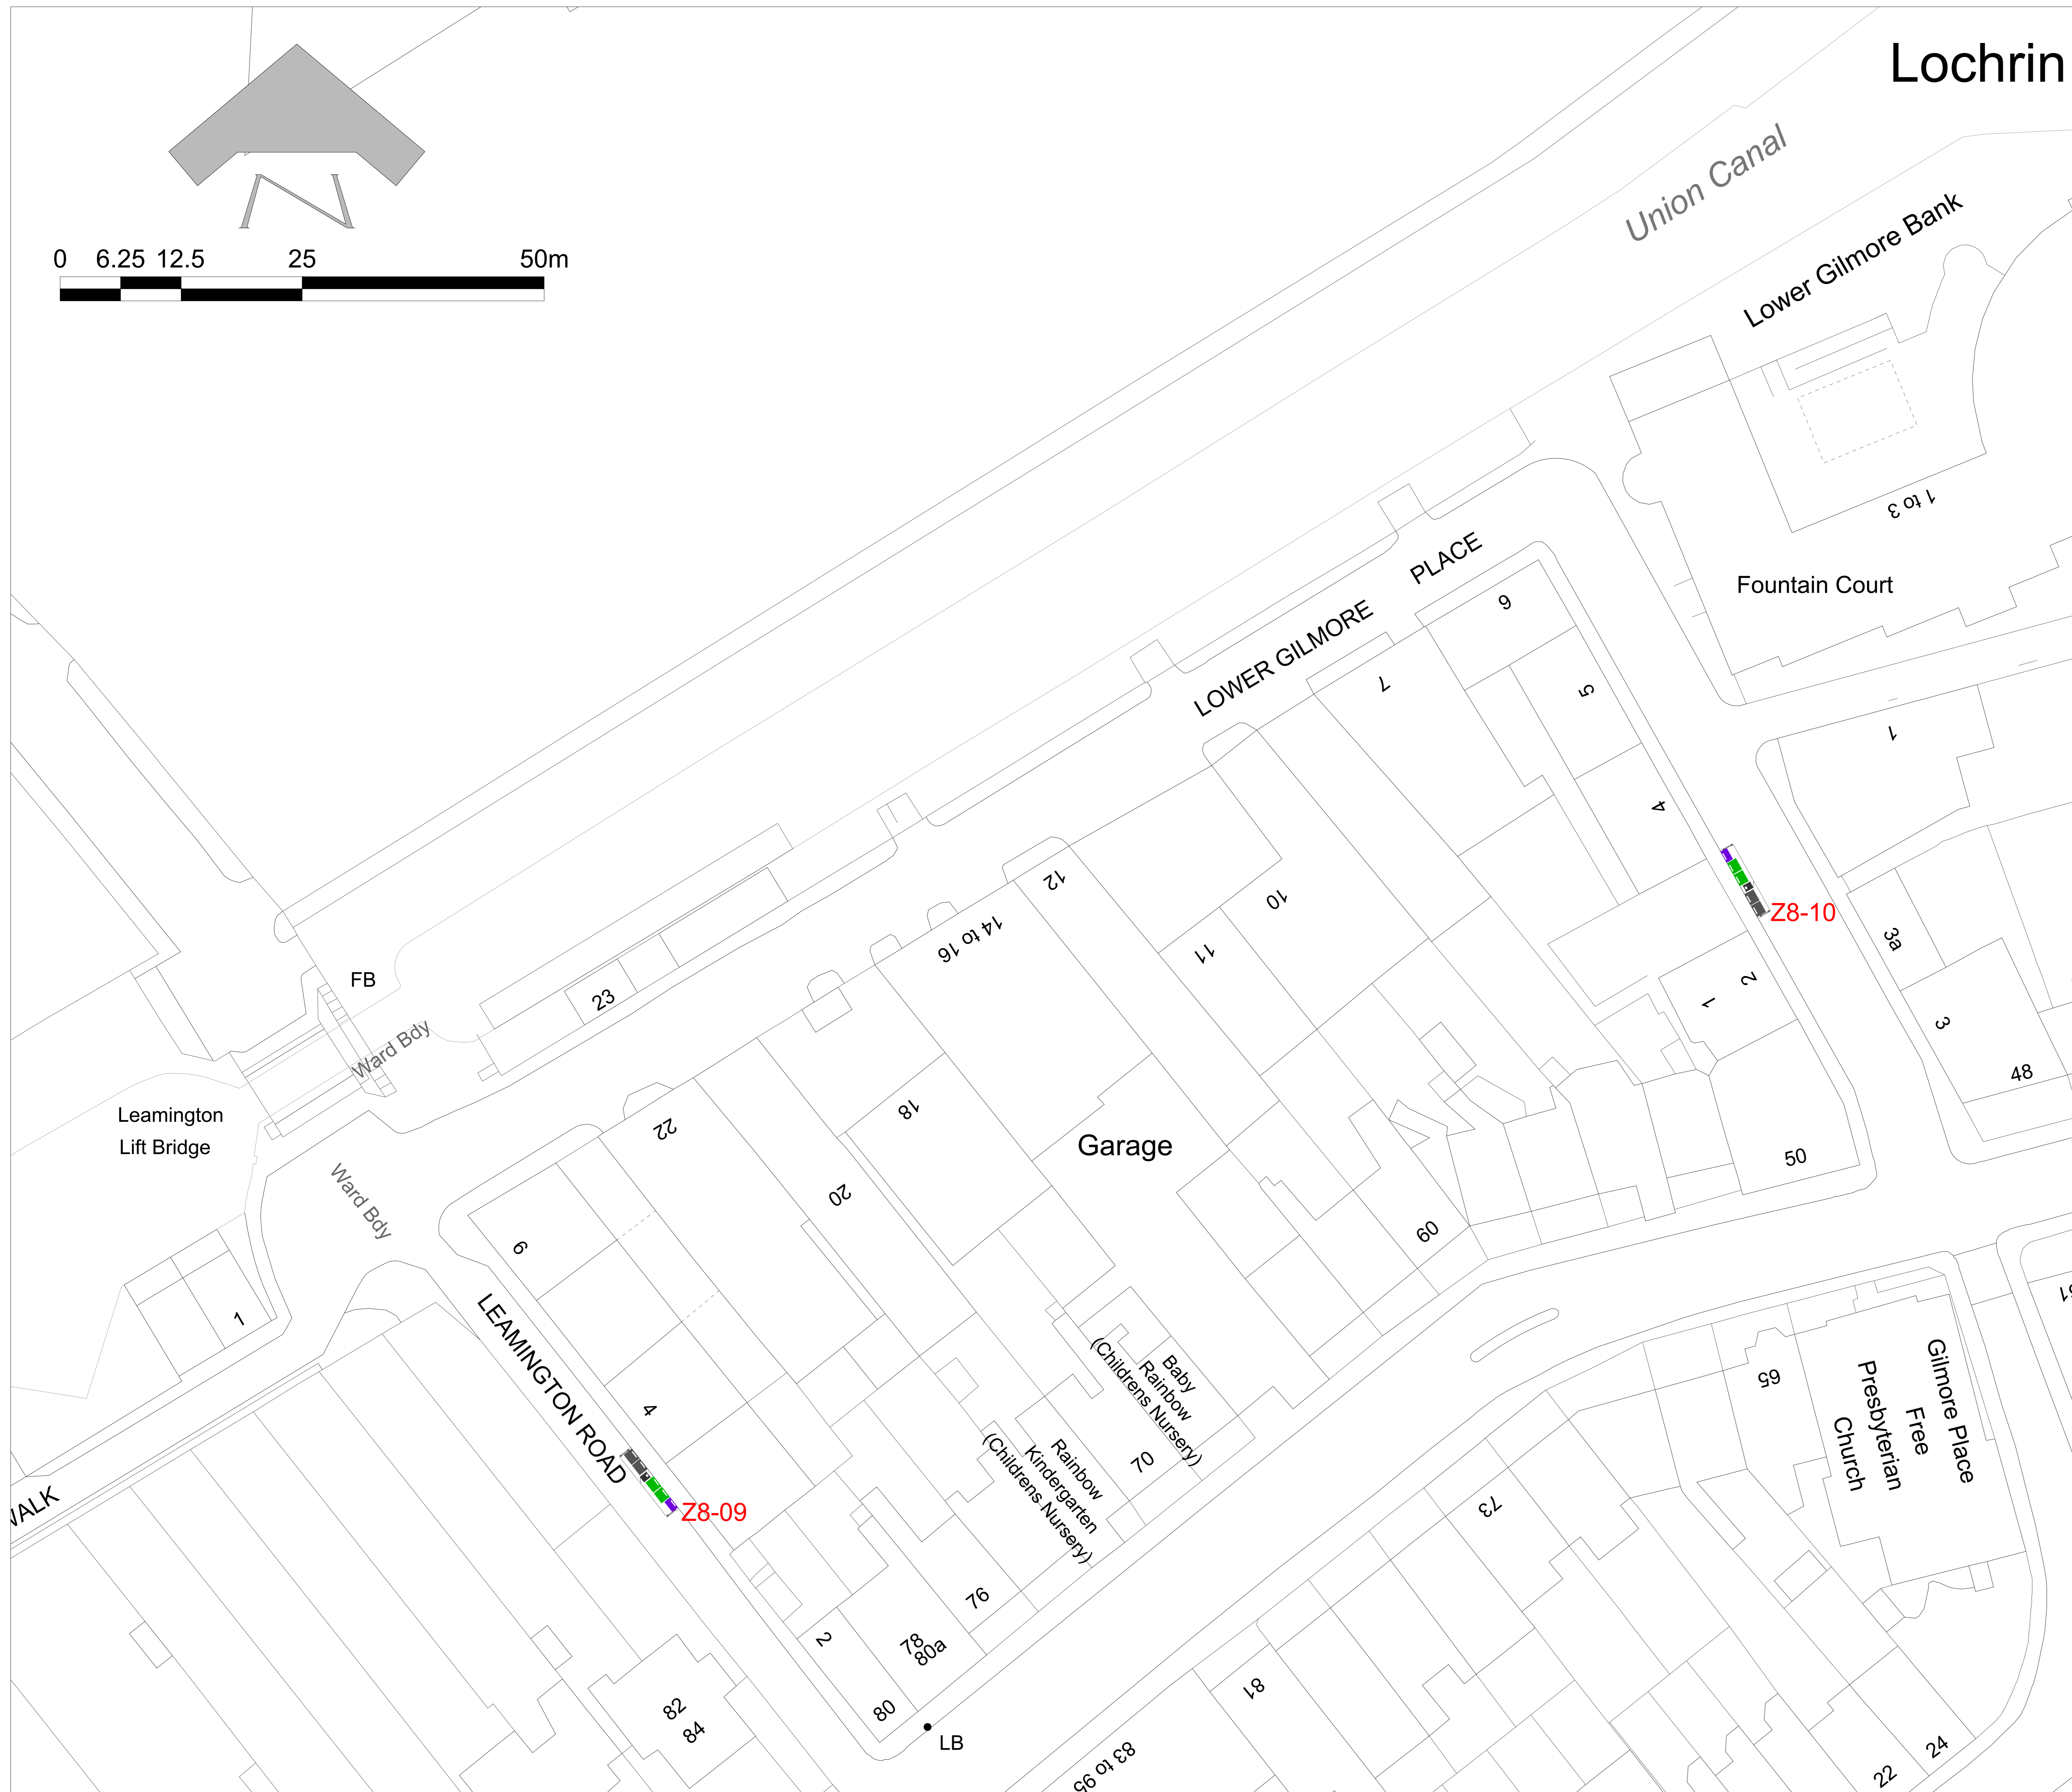 Lochrin
Union Canal
0 6.25 12.5 25 50m
Lower Gilmore Bank
1 to 3
Fountain Court
LOWER GILMORE PLACE
6
7
5
1
4
Z8-10
12
10
14 to 16
11
3a
2
1
3
FB
23
Ward Bdy
48
Leamington
Lift Bridge
18
22
Garage
50
Ward Bdy
20
69
6
1
LEAMINGTON ROAD
Baby
Rainbow
(Childrens Nursery)
65
Gilmore Place
Free
Presbyterian
Church
4
70
Rainbow
Kindergarten
(Childrens Nursery)
WALK
Z8-09
73
76
2
78
80a
81
82
84
80
LB
83 to 95
22
24